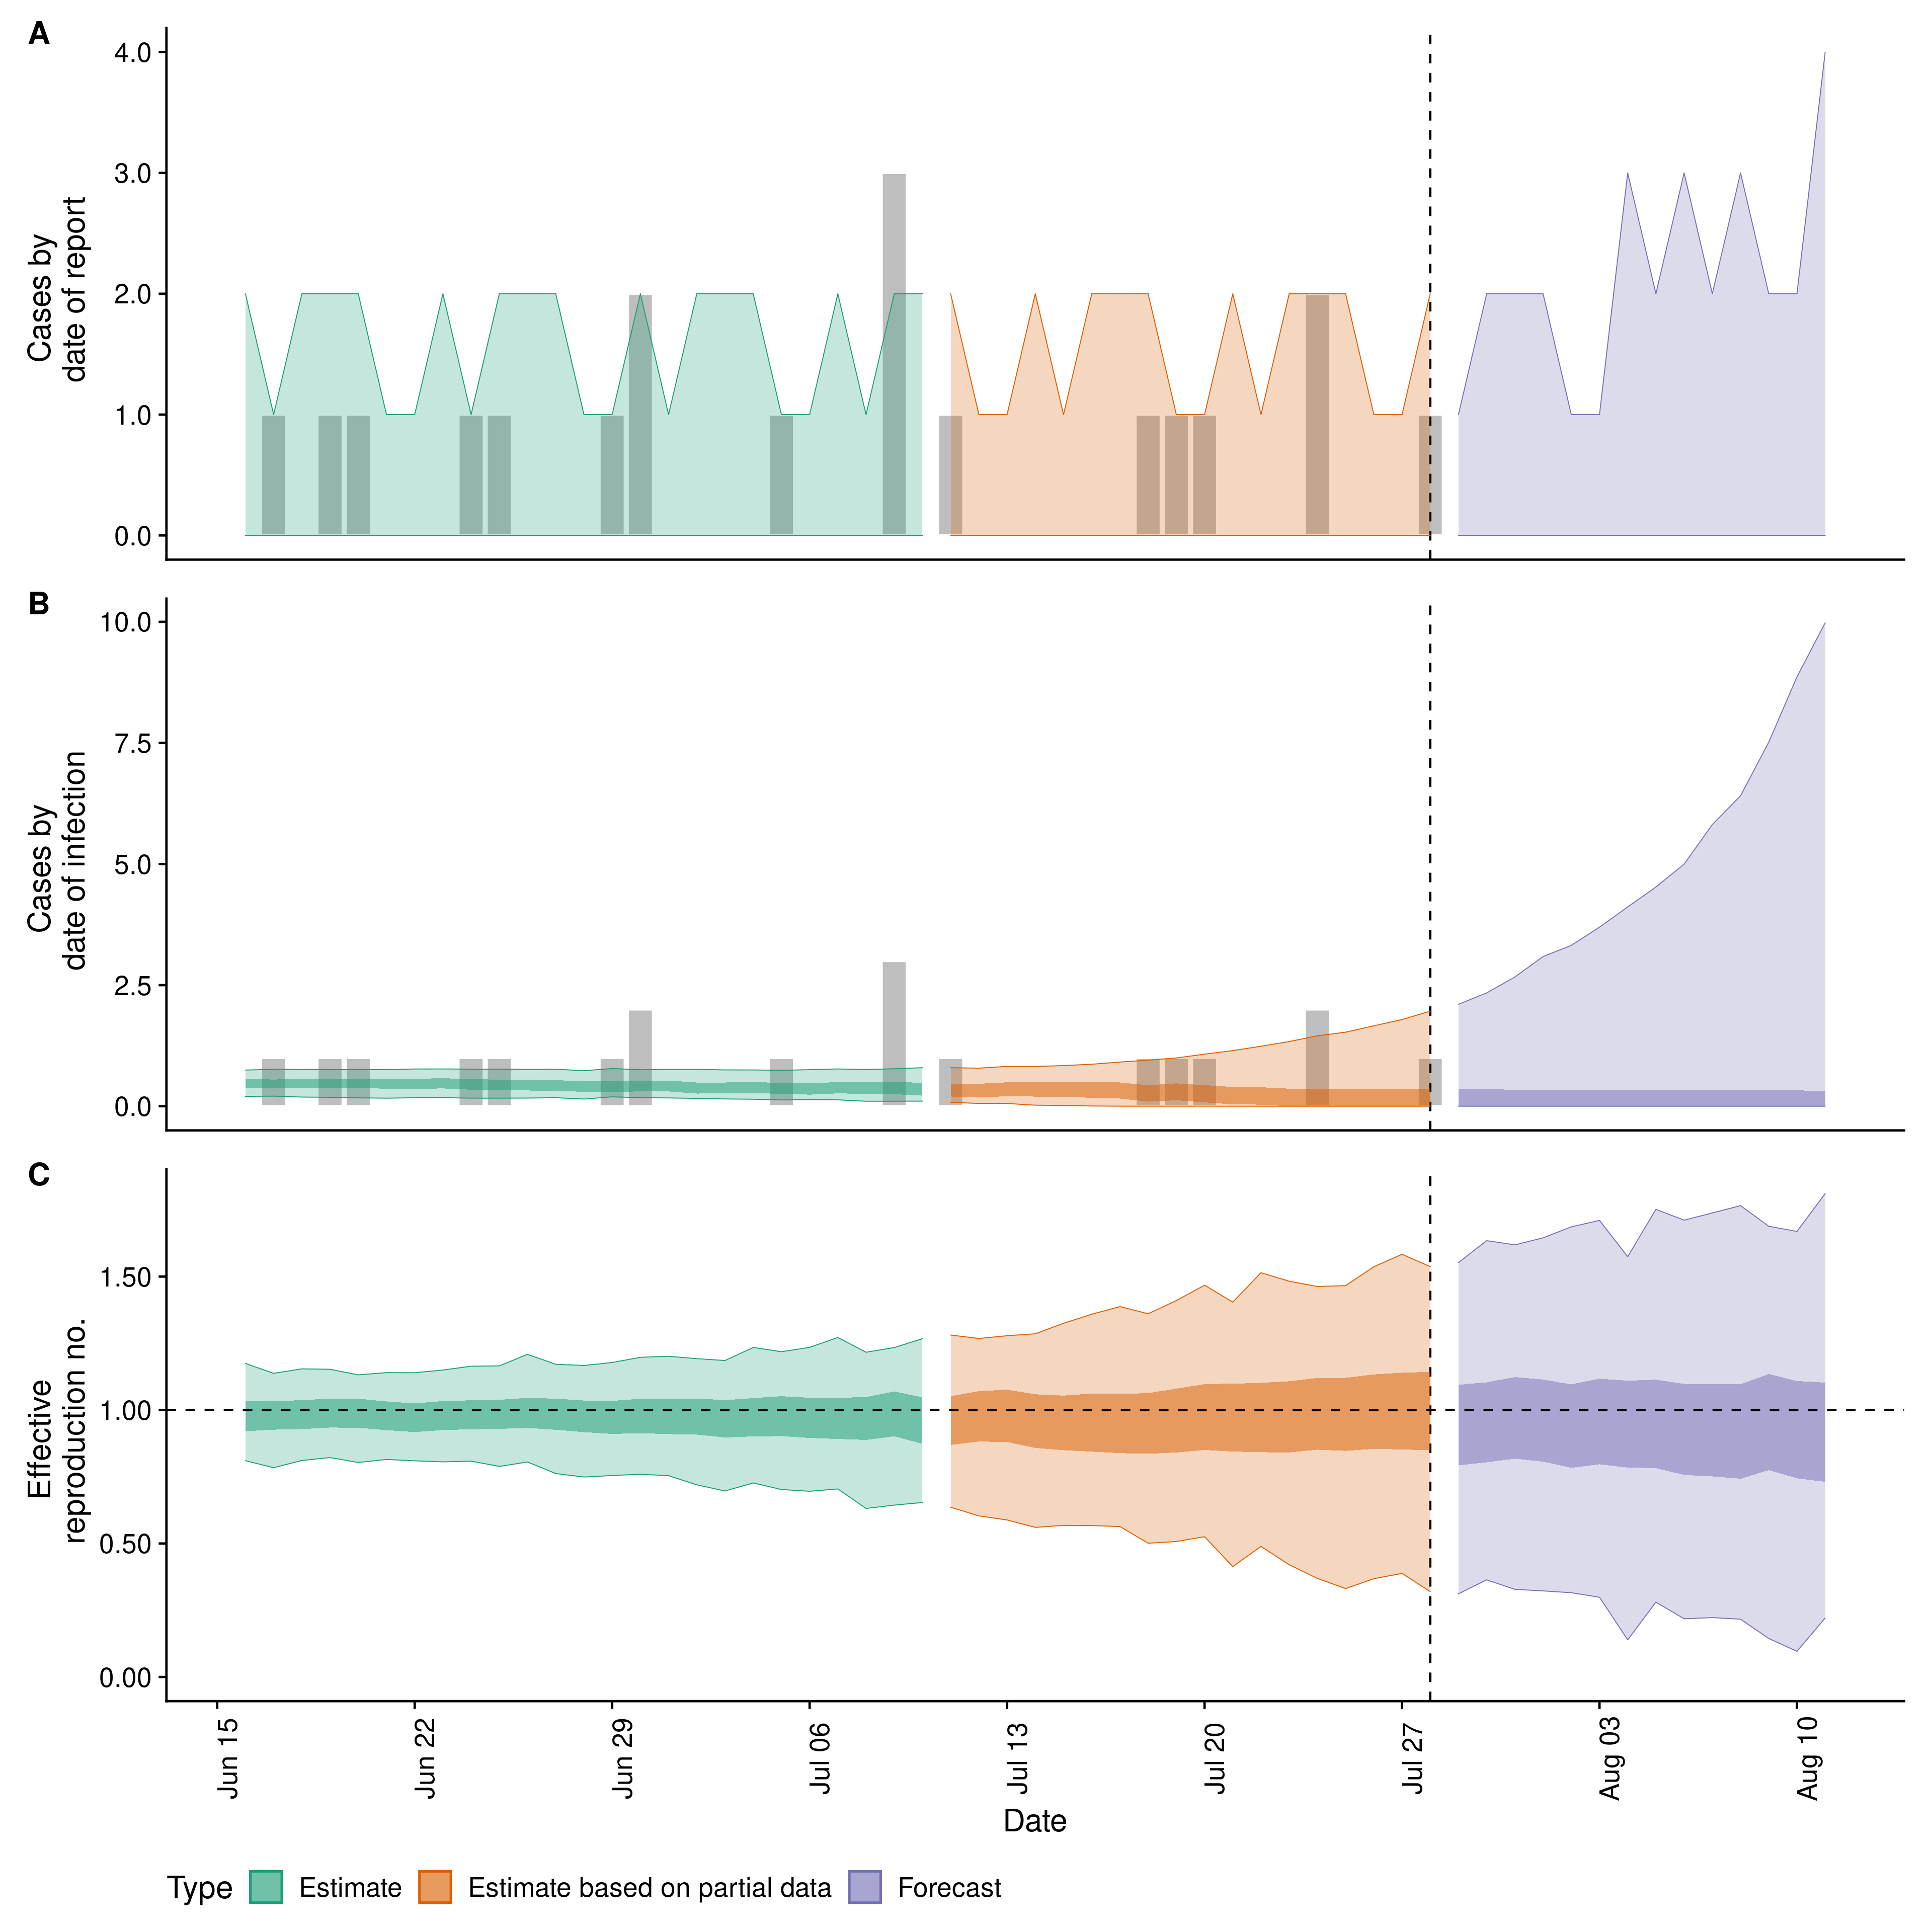 A
4.0
3.0
2.0
1.0
0.0
Cases by
date of report
B
10.0
7.5
5.0
2.5
0.0
Cases by
date of infection
C
1.50
1.00
0.50
0.00
Effective
reproduction no.
Jun 15
Jun 22
Jun 29
Jul 06
Jul 13
Jul 20
Jul 27
Aug 03
Aug 10
Date
Type Estimate Estimate based on partial data Forecast